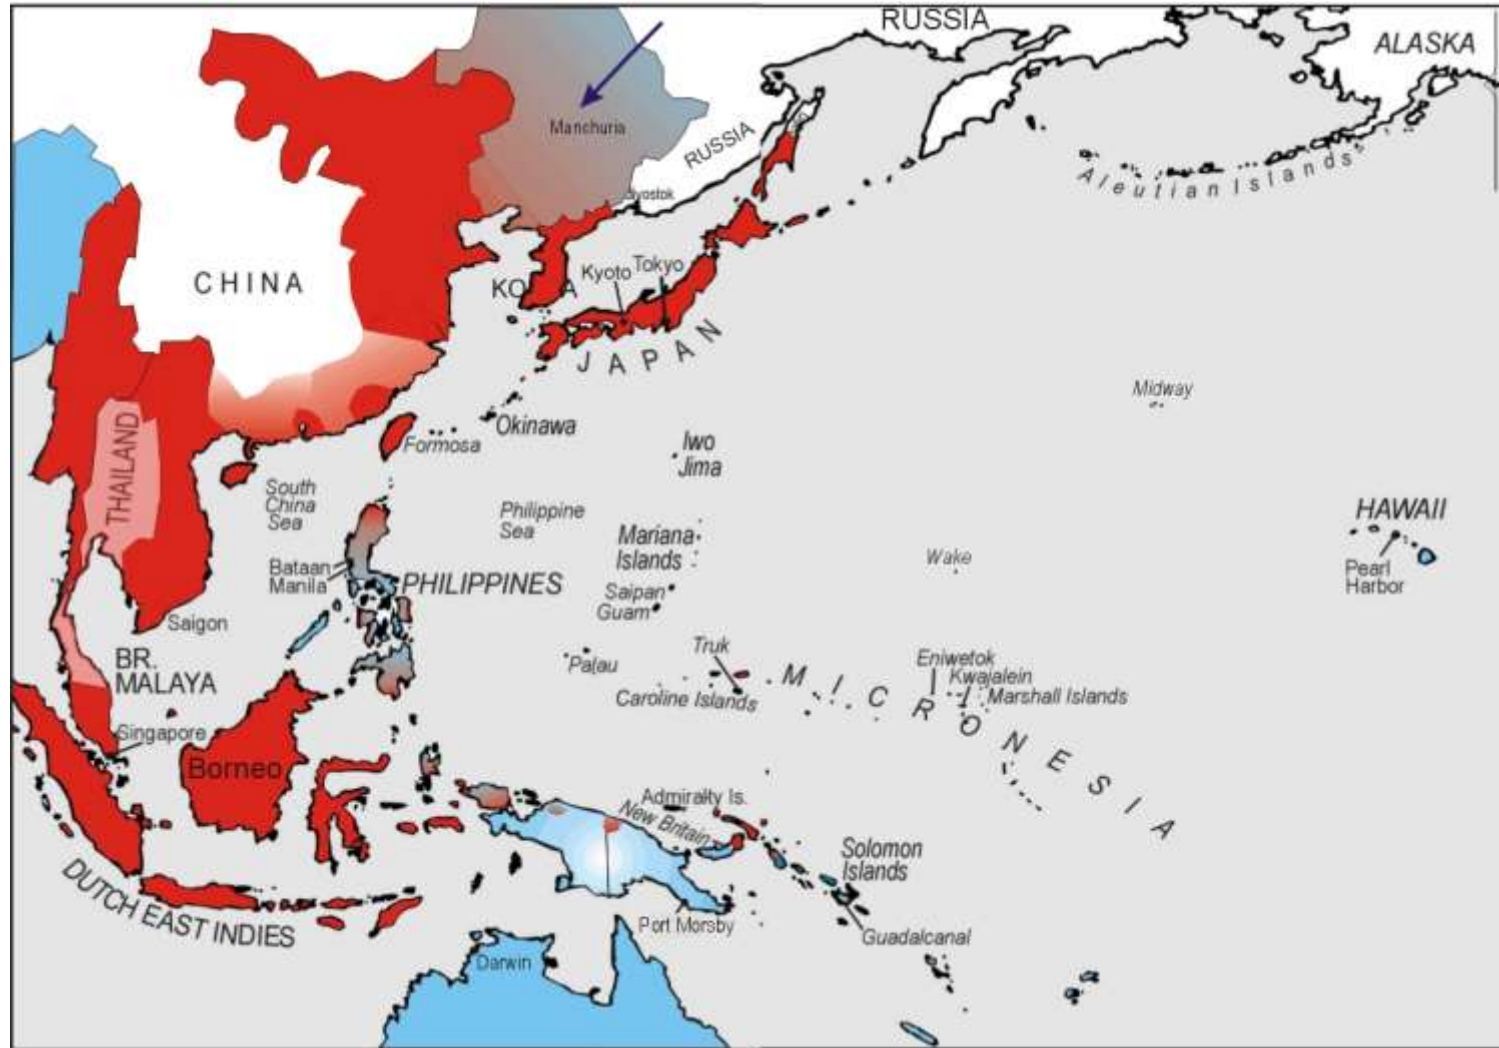 RUSSIA
ALASKA
Manchuria
RUSSIA
Aleutian Islands
CHINA
Kyoto
Tokyo
JAPAN
Midway
THAILAND
Formosa
Okinawa
Iwo
Jima
South
China
Sea
Philippine
Sea
Mariana
Islands
HAWAII
Pearl
Harbor
Wake
Bataan
Manila
PHILIPPINES
Saipan
Guam
Saigon
BR.
MALAYA
Palau
Truk
Caroline Islands
MICRONESIA
Eniwetok
Kwajalein
Marshall Islands
Singapore
Borneo
Admiralty Is.
New Britain
Solomon
Islands
DUTCH EAST INDIES
Port Morsby
Guadalcanal
Darwin